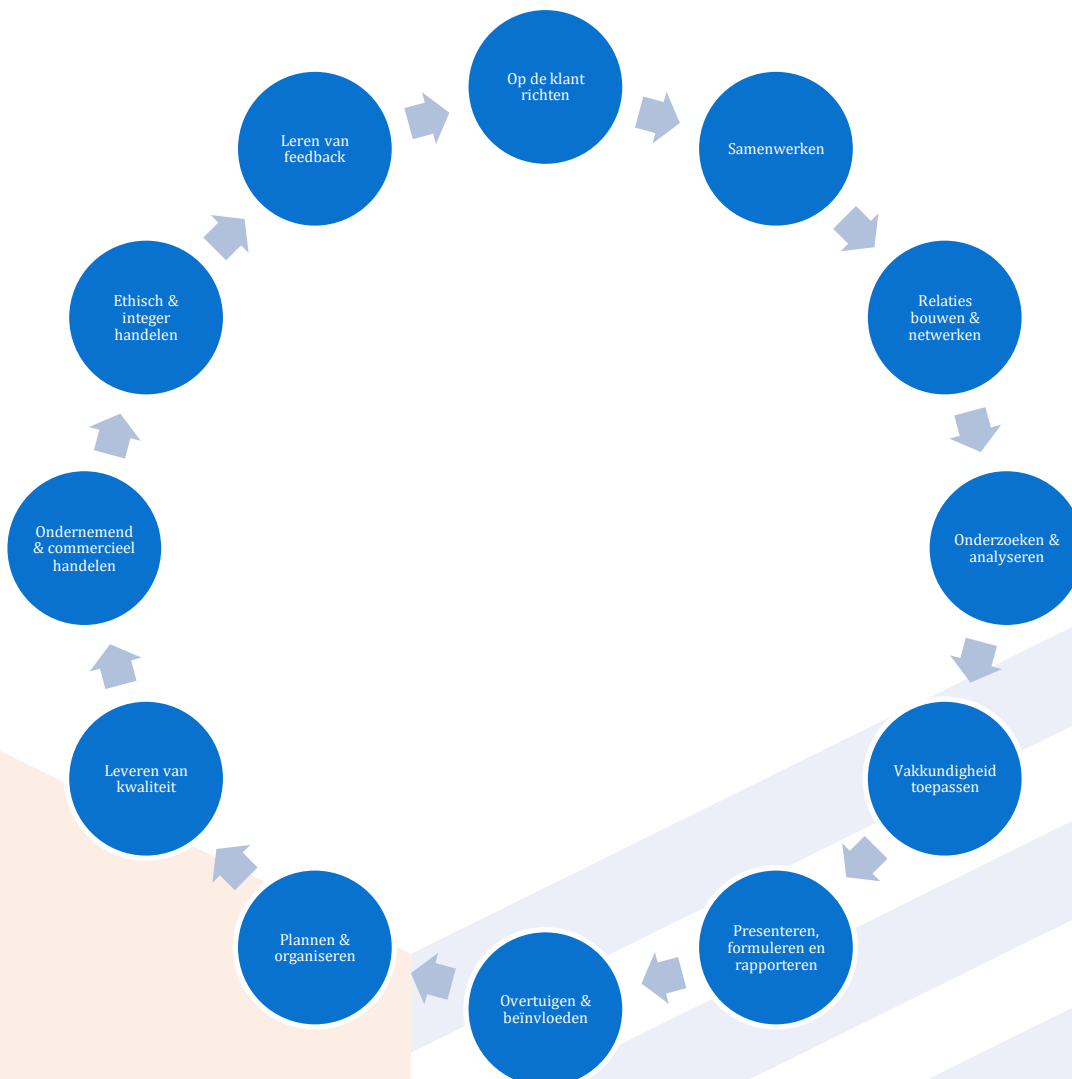 Op de klant
richten
Samenwerken
Relaties
bouwen &
netwerken
Onderzoeken &
analyseren
Vakkundigheid
toepassen
Presenteren,
formuleren en
rapporteren
Overtuigen &
beïnvloeden
Plannen &
organiseren
Leveren van
kwaliteit
Ondernemend
& commercieel
handelen
Ethisch &
integer
handelen
Leren van
feedback